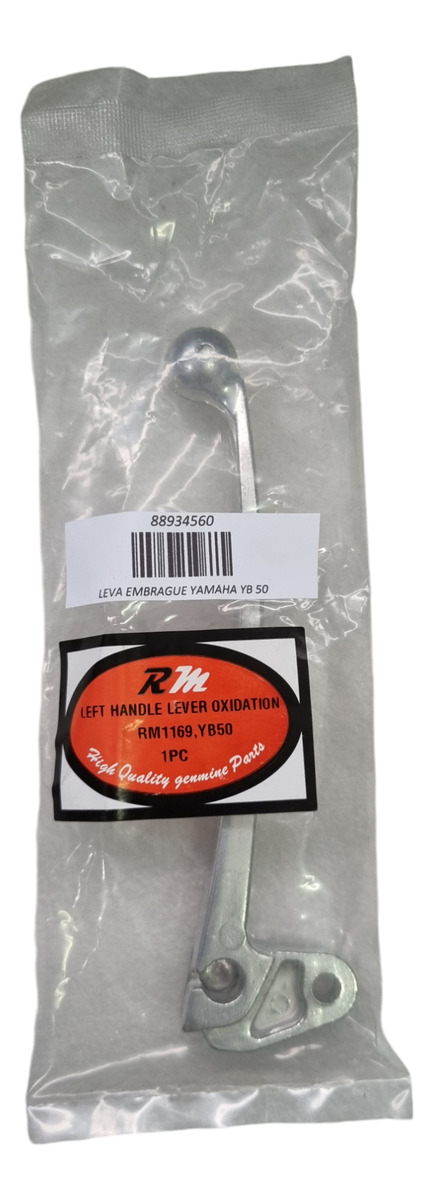 88934560
LEVA EMBRAGUE YAMAHA YB 50
RM
LEFT HANDLE LEVER OXIDATION
RM1169,YB50
1PC
High Quality genmine Parts